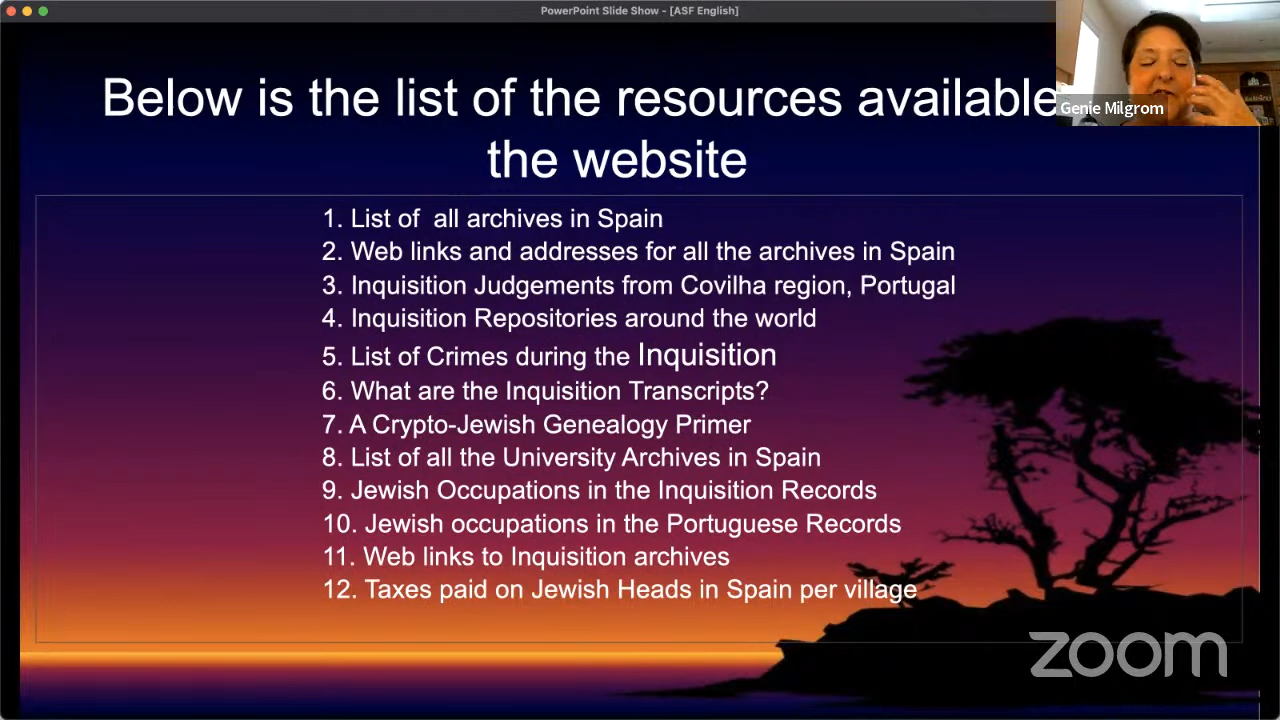 PowerPoint Slide Show - [ASF English]
Below is the list of the resources available
the website
Genie Milgrom
1. List of  all archives in Spain
2. Web links and addresses for all the archives in Spain
3. Inquisition Judgements from Covilha region, Portugal
4. Inquisition Repositories around the world
5. List of Crimes during the Inquisition
6. What are the Inquisition Transcripts?
7. A Crypto-Jewish Genealogy Primer
8. List of all the University Archives in Spain
9. Jewish Occupations in the Inquisition Records
10. Jewish occupations in the Portuguese Records
11. Web links to Inquisition archives
12. Taxes paid on Jewish Heads in Spain per village
zoom